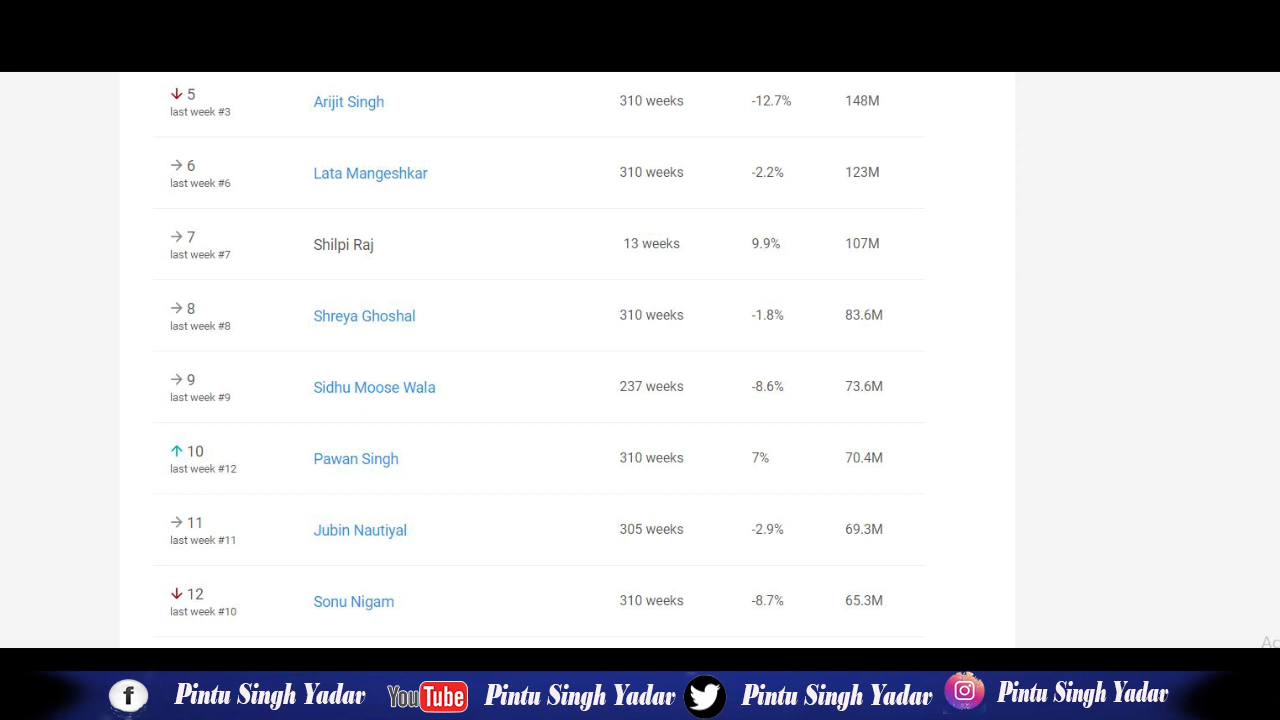 5
last week #3
Arijit Singh 310 weeks -12.7% 148M
6
last week #6
Lata Mangeshkar 310 weeks -2.2% 123M
7
last week #7
Shilpi Raj 13 weeks 9.9% 107M
8
last week #8
Shreya Ghoshal 310 weeks -1.8% 83.6M
9
last week #9
Sidhu Moose Wala 237 weeks -8.6% 73.6M
10
last week #12
Pawan Singh 310 weeks 7% 70.4M
11
last week #11
Jubin Nautiyal 305 weeks -2.9% 69.3M
12
last week #10
Sonu Nigam 310 weeks -8.7% 65.3M
f Pintu Singh Yadav YouTube Pintu Singh Yadav Pintu Singh Yadav Pintu Singh Yadav